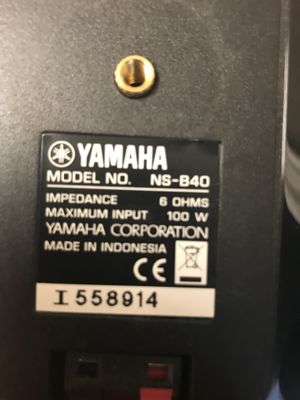 YAMAHA
MODEL NO. NS-B40
IMPEDANCE 6 OHMS
MAXIMUM INPUT 100 W
YAMAHA CORPORATION
MADE IN INDONESIA
CE
I 558914